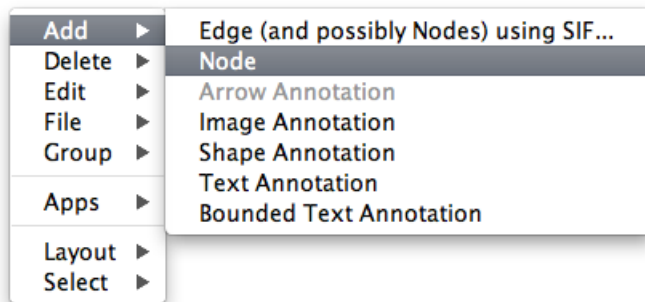 Add
Delete
Edit
File
Group
Apps
Layout
Select
Edge (and possibly Nodes) using SIF...
Node
Arrow Annotation
Image Annotation
Shape Annotation
Text Annotation
Bounded Text Annotation